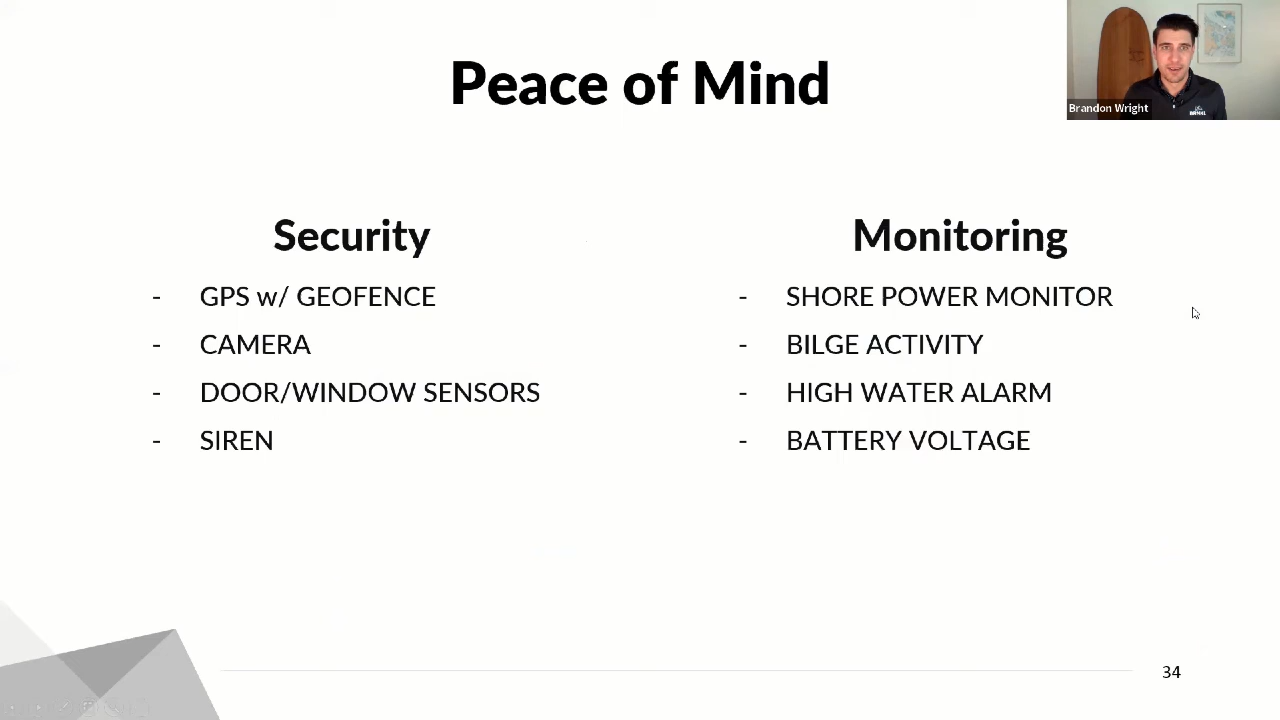 Peace of Mind
Brandon Wright
Security
- GPS w/ GEOFENCE
- CAMERA
- DOOR/WINDOW SENSORS
- SIREN
Monitoring
- SHORE POWER MONITOR
- BILGE ACTIVITY
- HIGH WATER ALARM
- BATTERY VOLTAGE
34